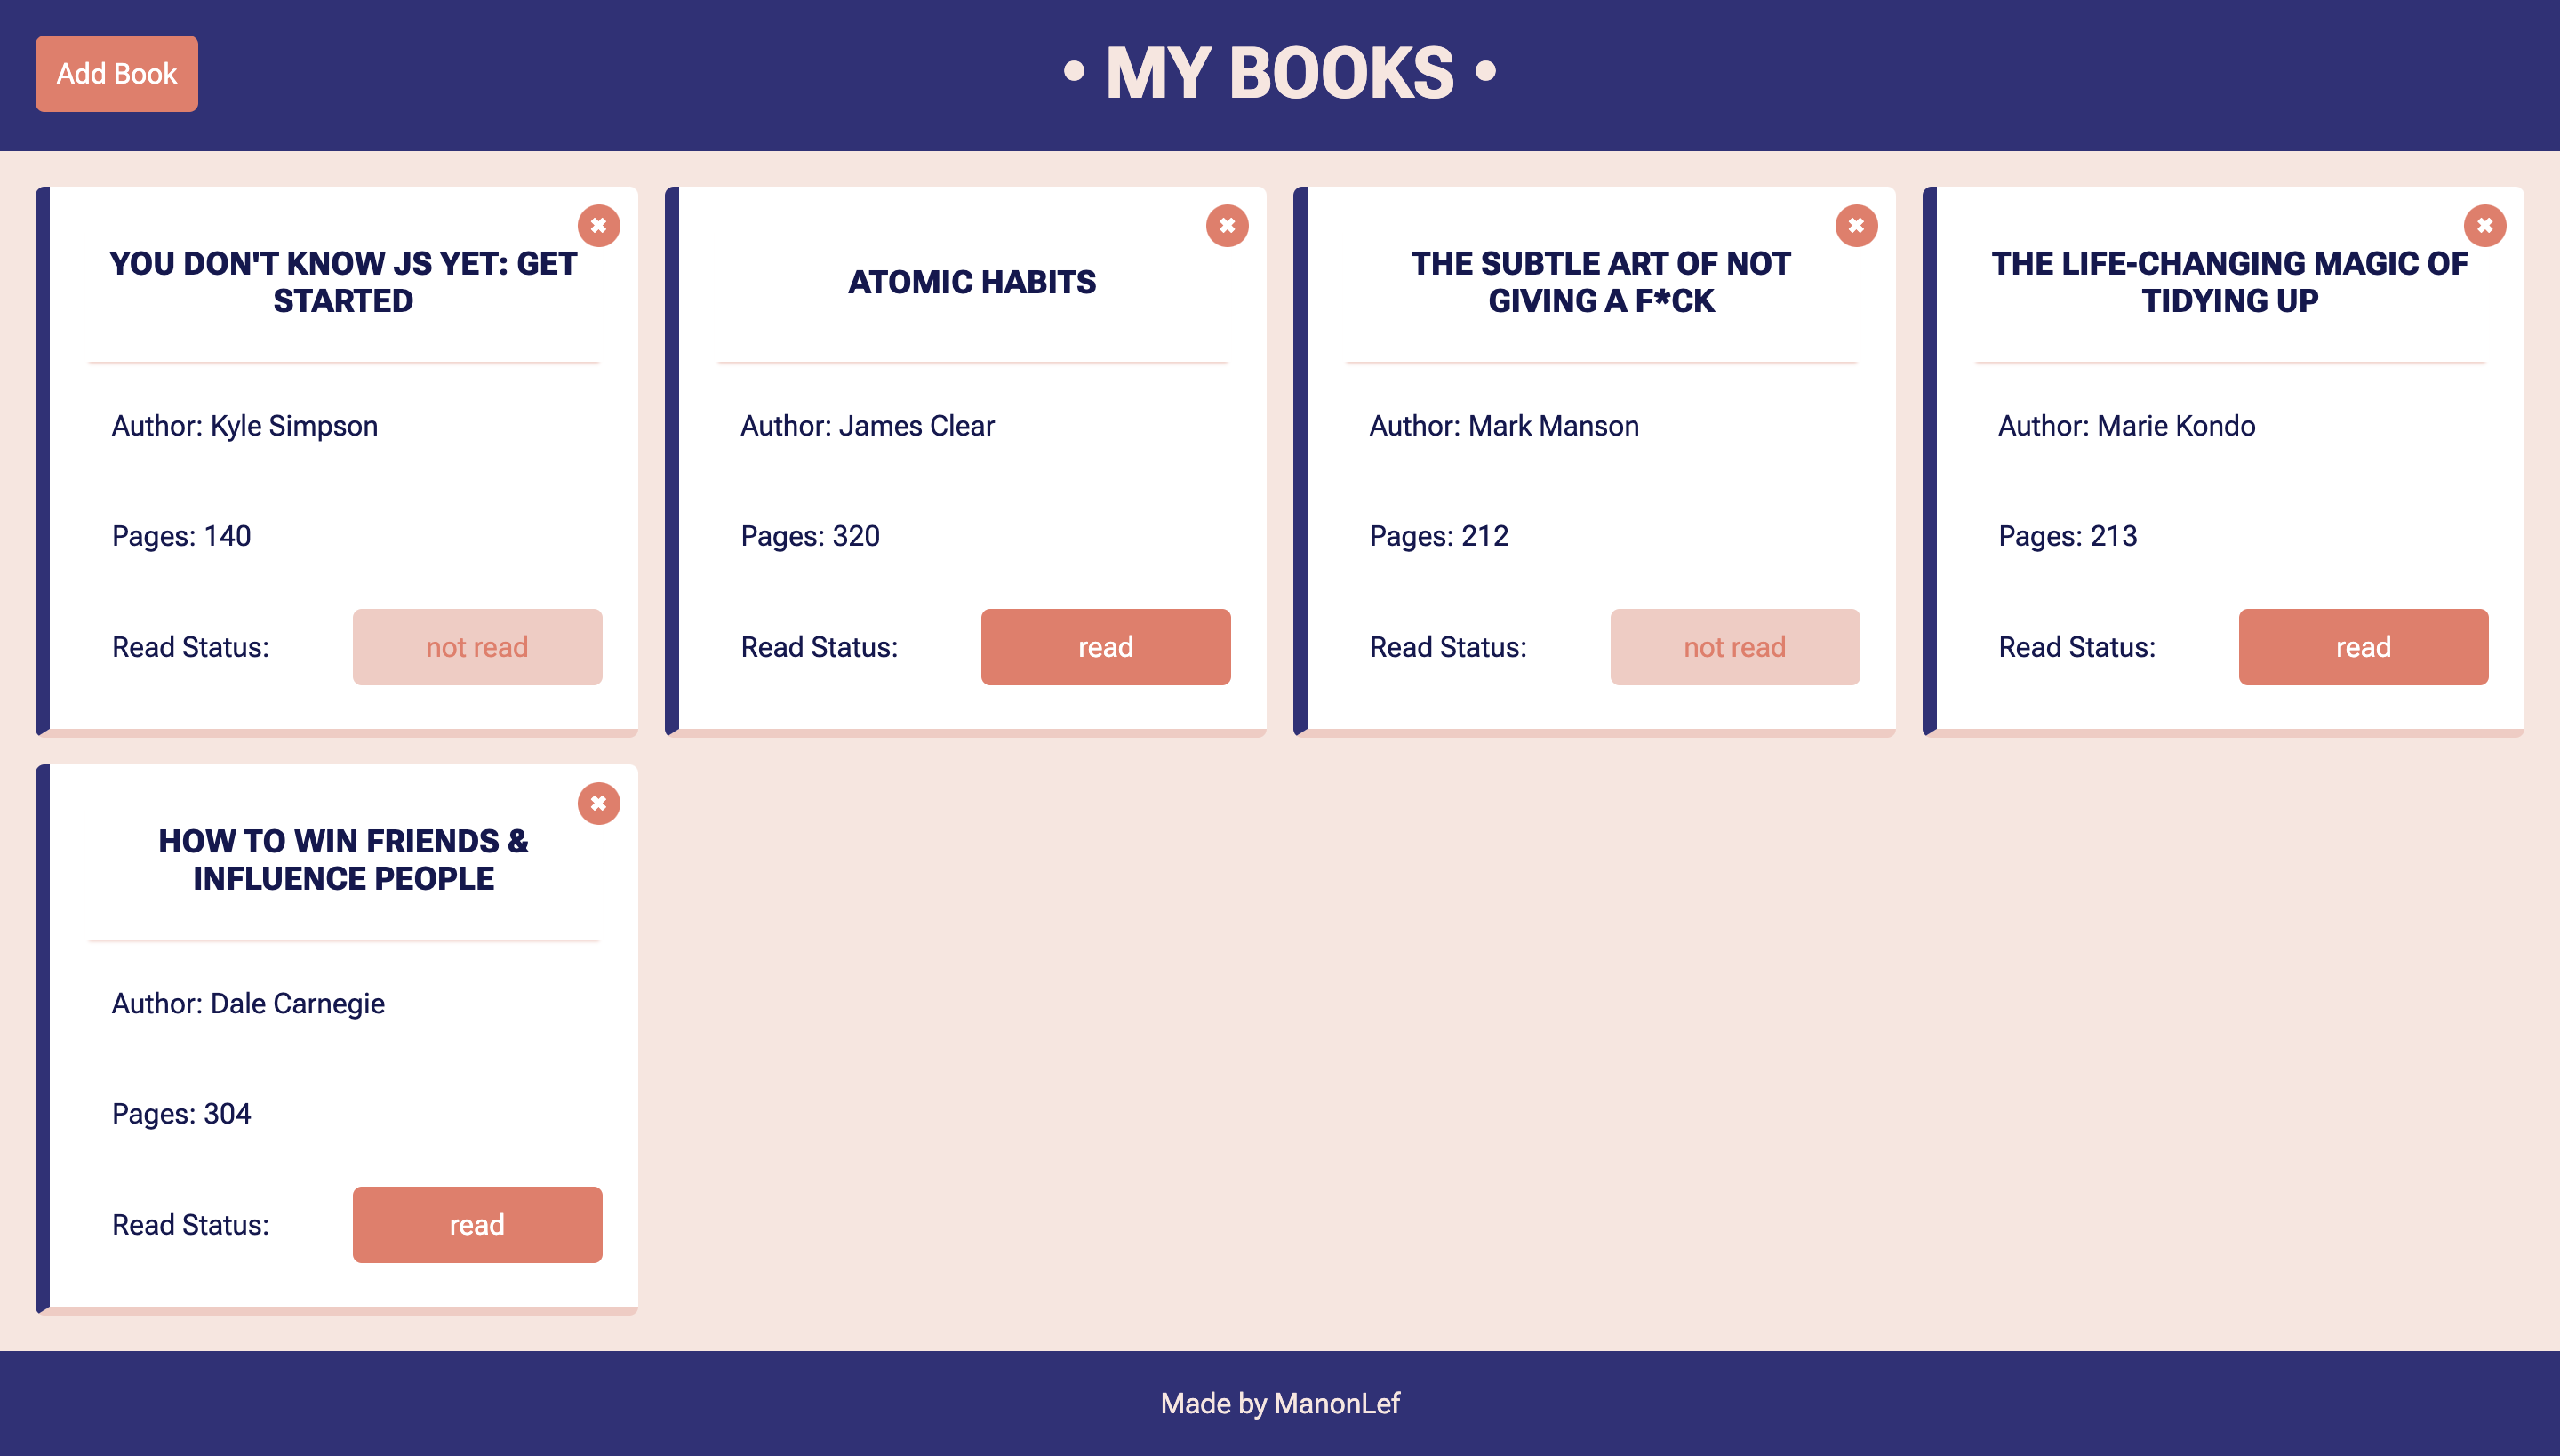 Add Book
• MY BOOKS •
✖
YOU DON'T KNOW JS YET: GET
STARTED
Author: Kyle Simpson
Pages: 140
Read Status: not read
✖
ATOMIC HABITS
Author: James Clear
Pages: 320
Read Status: read
✖
THE SUBTLE ART OF NOT
GIVING A F*CK
Author: Mark Manson
Pages: 212
Read Status: not read
✖
THE LIFE-CHANGING MAGIC OF
TIDYING UP
Author: Marie Kondo
Pages: 213
Read Status: read
✖
HOW TO WIN FRIENDS &
INFLUENCE PEOPLE
Author: Dale Carnegie
Pages: 304
Read Status: read
Made by ManonLef